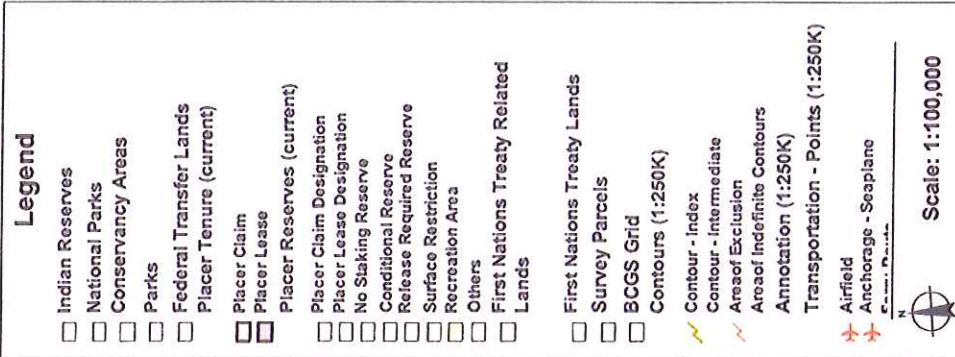 Legend
Indian Reserves
National Parks
Conservancy Areas
Parks
Federal Transfer Lands
Placer Tenure (current)
Placer Claim
Placer Lease
Placer Reserves (current)
Placer Claim Designation
Placer Lease Designation
No Staking Reserve
Conditional Reserve
Release Required Reserve
Surface Restriction
Recreation Area
Others
First Nations Treaty Related
Lands
First Nations Treaty Lands
Survey Parcels
BCGS Grid
Contours (1:250K)
Contour - Index
Contour - Intermediate
Areaof Exclusion
Areaof Indefinite Contours
Annotation (1:250K)
Transportation - Points (1:250K)
Airfield
Anchorage - Seaplane
N
Scale: 1:100,000